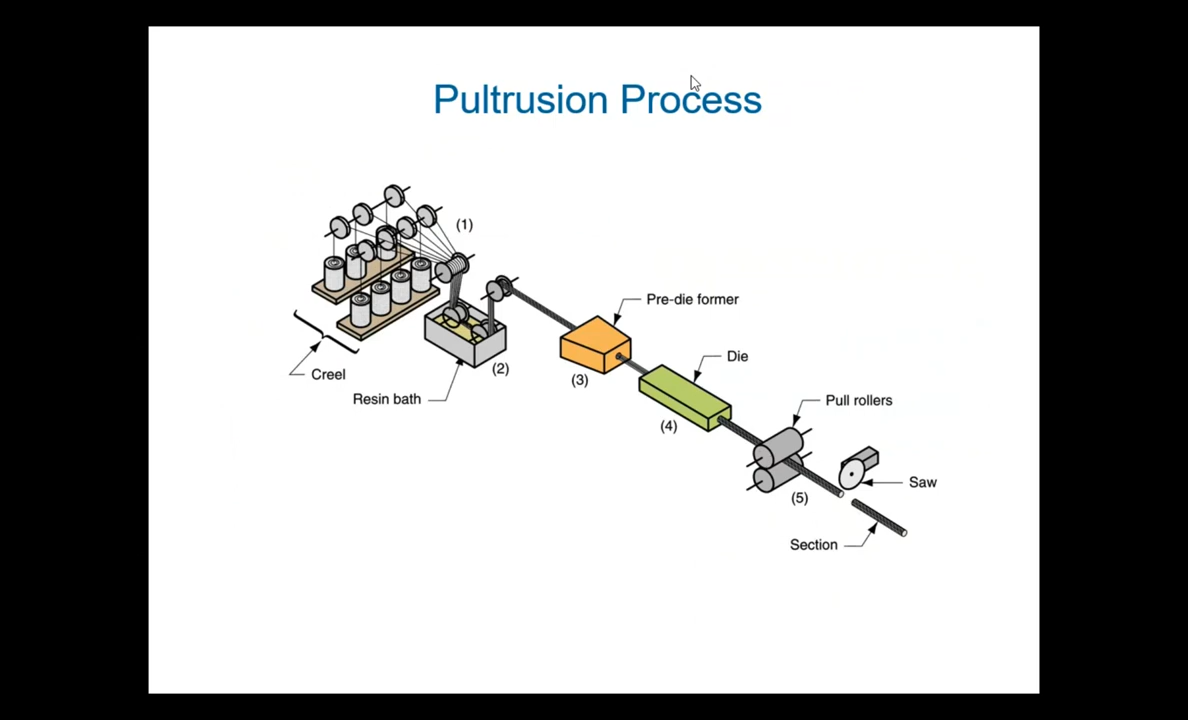 Pultrusion Process
(1)
Pre-die former
Die
Creel
Resin bath
(2)
(3)
(4)
Pull rollers
(5)
Saw
Section